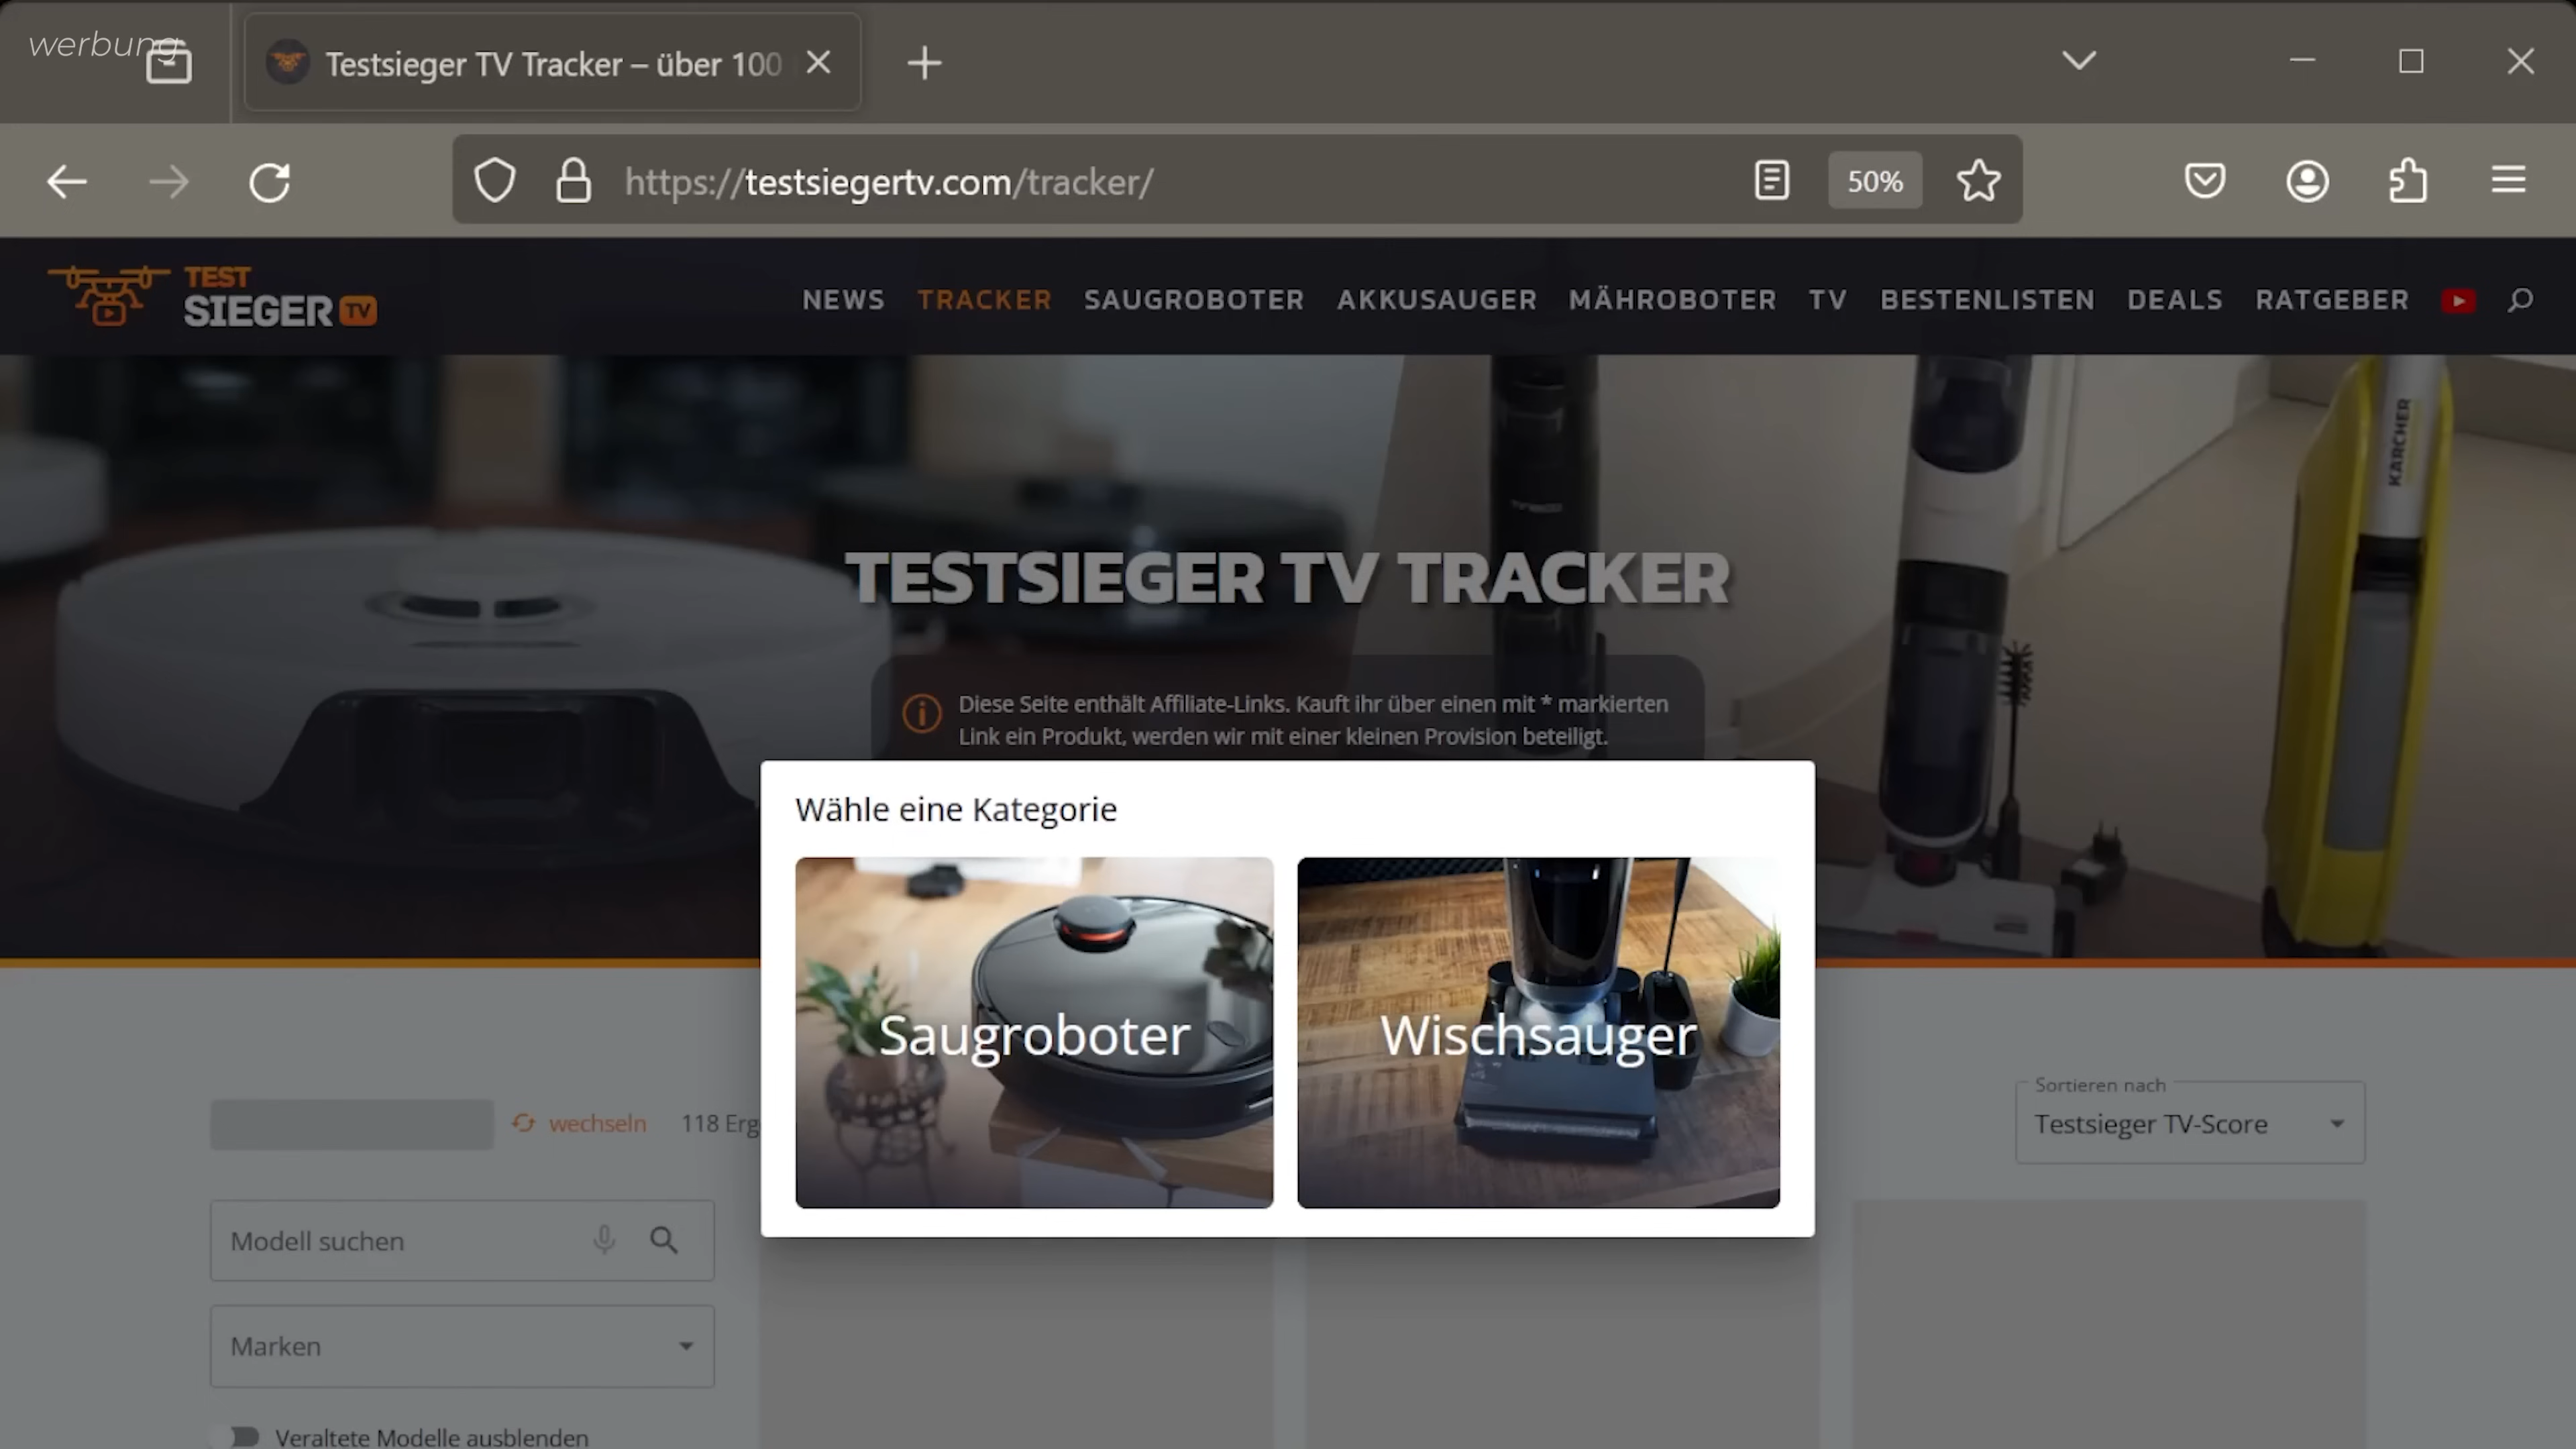 werbung
Testsieger TV Tracker – über 100
https://testsiegertv.com/tracker/
50%
TEST
SIEGER TV
NEWS TRACKER SAUGROBOTER AKKUSAUGER MÄHROBOTER TV BESTENLISTEN DEALS RATGEBER
KÄRCHER
TESTSIEGER TV TRACKER
Diese Seite enthält Affiliate-Links. Kauft ihr über einen mit * markierten
Link ein Produkt, werden wir mit einer kleinen Provision beteiligt.
Wähle eine Kategorie
Saugroboter
Wischsauger
wechseln
118 Erg
Sortieren nach
Testsieger TV-Score
Modell suchen
Marken
Veraltete Modelle ausblenden